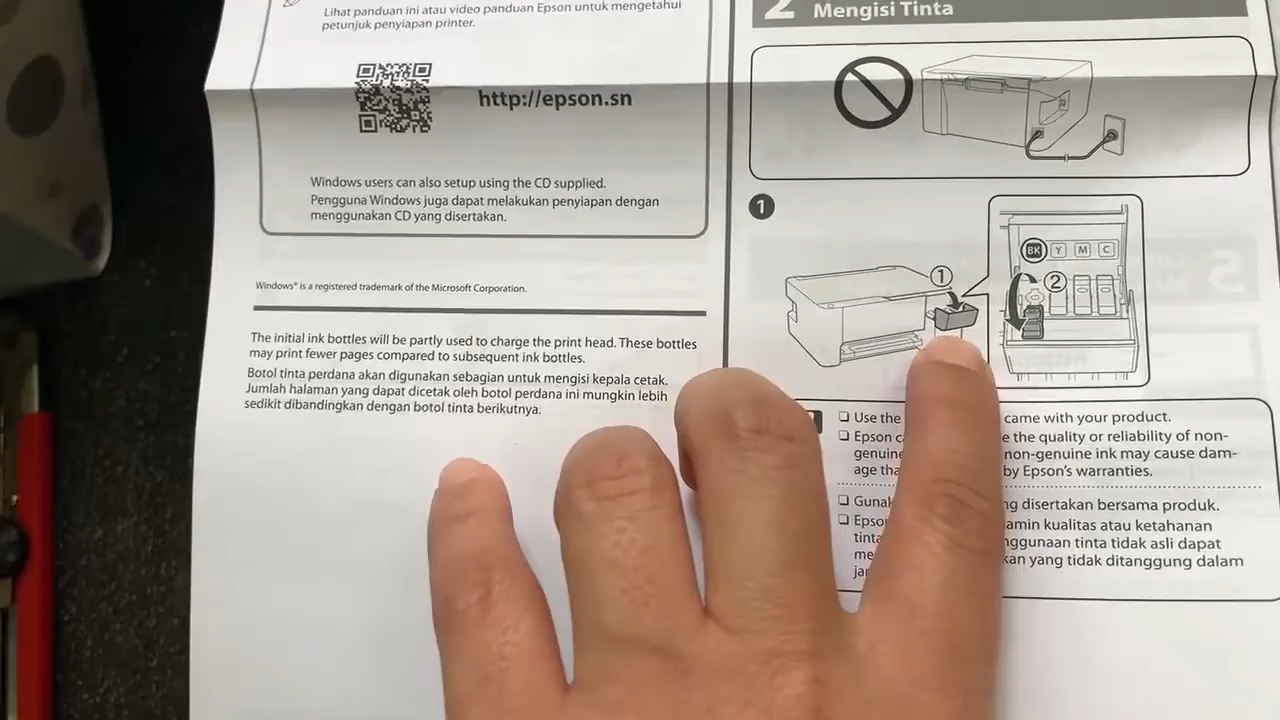 Lihat panduan ini atau video panduan Epson untuk mengetahui
petunjuk penyiapan printer.
http://epson.sn
Windows users can also setup using the CD supplied.
Pengguna Windows juga dapat melakukan penyiapan dengan
menggunakan CD yang disertakan.
Windows® is a registered trademark of the Microsoft Corporation.
The initial ink bottles will be partly used to charge the print head. These bottles
may print fewer pages compared to subsequent ink bottles.
Botol tinta perdana akan digunakan sebagian untuk mengisi kepala cetak.
Jumlah halaman yang dapat dicetak oleh botol perdana ini mungkin lebih
sedikit dibandingkan dengan botol tinta berikutnya.
2 Mengisi Tinta
1
1
BK Y M C
2
Use the came with your product.
Epson the quality or reliability of non-
genuine non-genuine ink may cause dam-
age by Epson's warranties.
disertakan bersama produk.
kualitas atau ketahanan
tinta tidak asli dapat
yang tidak ditanggung dalam
5